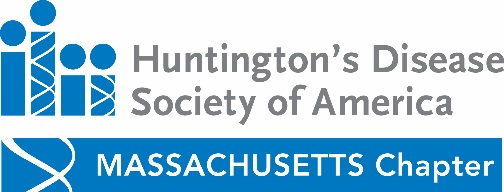 Huntington's Disease
Society of America
MASSACHUSETTS Chapter